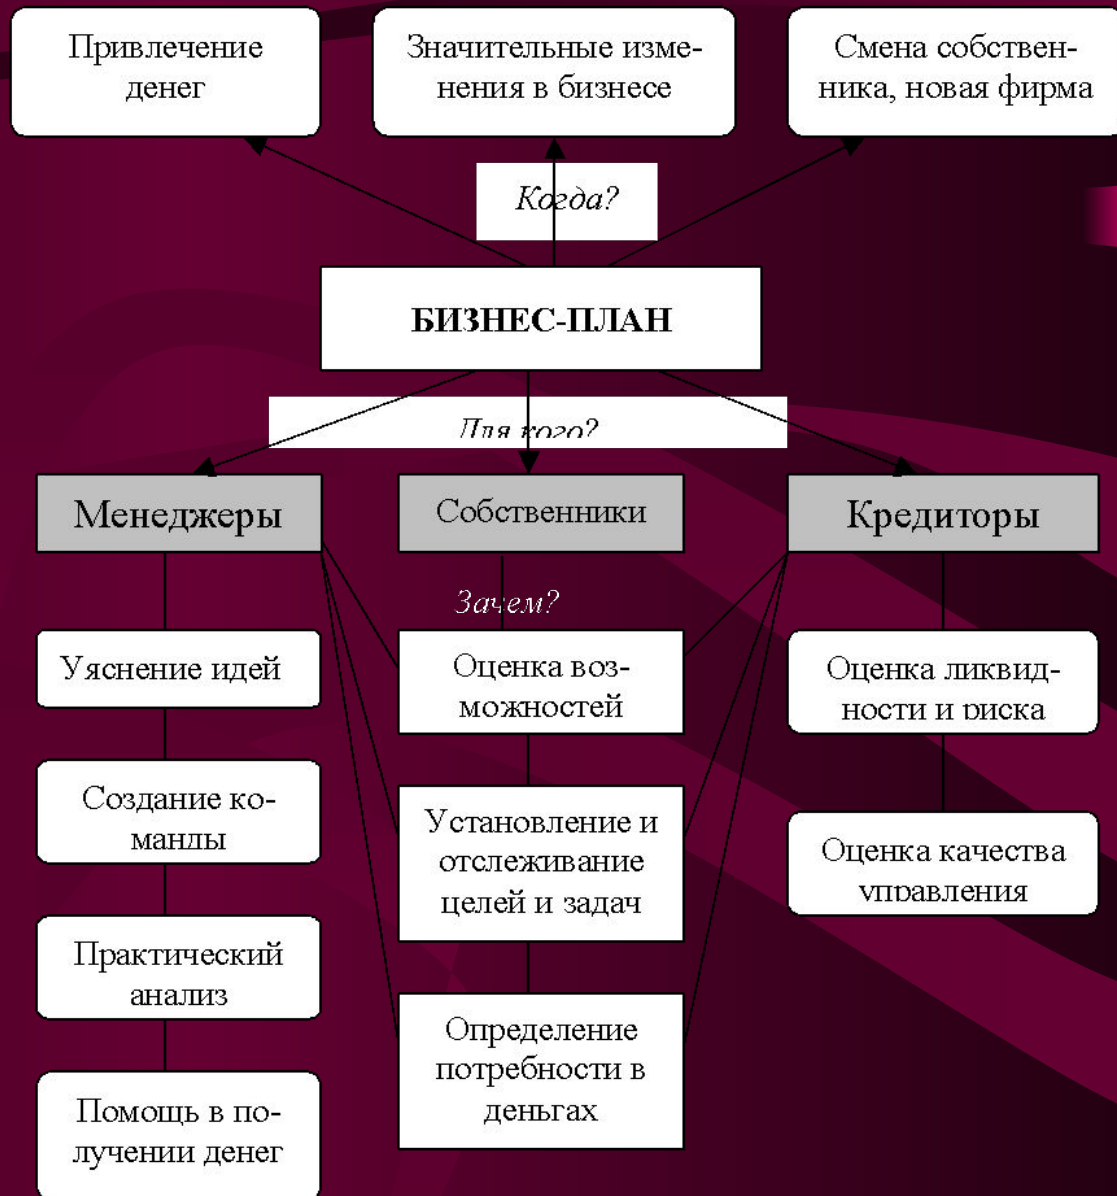 Привлечение
денег
Значительные изме-
нения в бизнесе
Смена собствен-
ника, новая фирма
Когда?
БИЗНЕС-ПЛАН
Для кого?
Менеджеры
Собственники
Кредиторы
Зачем?
Уяснение идей
Создание ко-
манды
Практический
анализ
Помощь в по-
лучении денег
Оценка воз-
можностей
Установление и
отслеживание
целей и задач
Определение
потребности в
деньгах
Оценка ликвид-
ности и риска
Оценка качества
управления